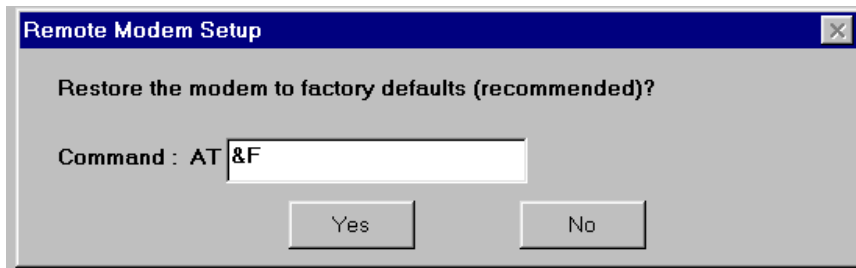 Remote Modem Setup
Restore the modem to factory defaults (recommended)?
Command : AT &F
Yes No